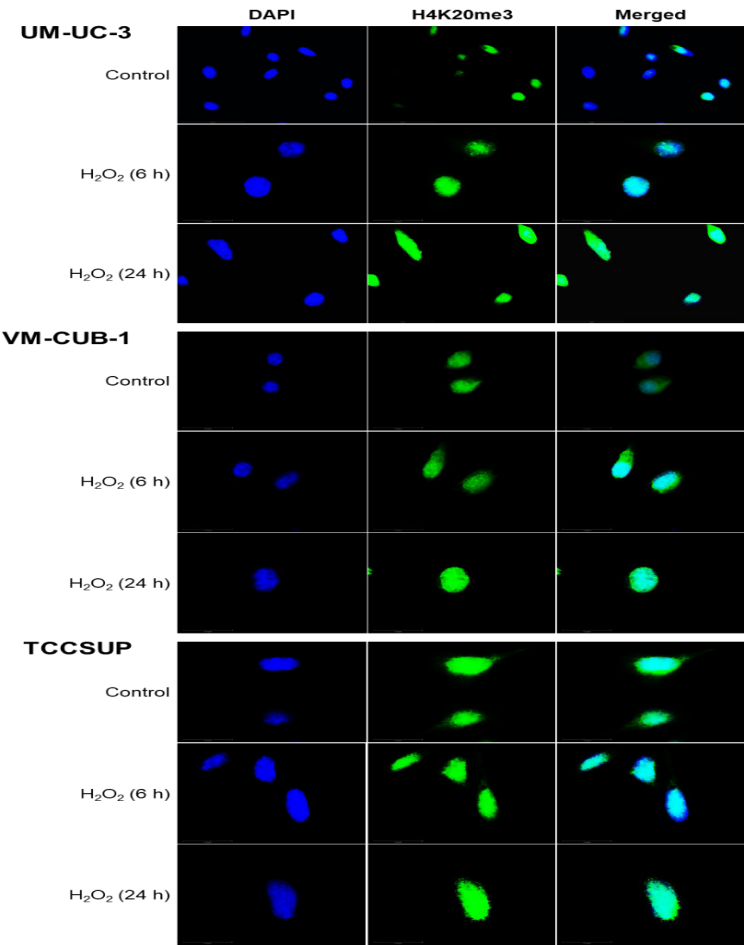 DAPI H4K20me3 Merged
UM-UC-3
Control
H₂O₂ (6 h)
H₂O₂ (24 h)
VM-CUB-1
Control
H₂O₂ (6 h)
H₂O₂ (24 h)
TCCSUP
Control
H₂O₂ (6 h)
H₂O₂ (24 h)